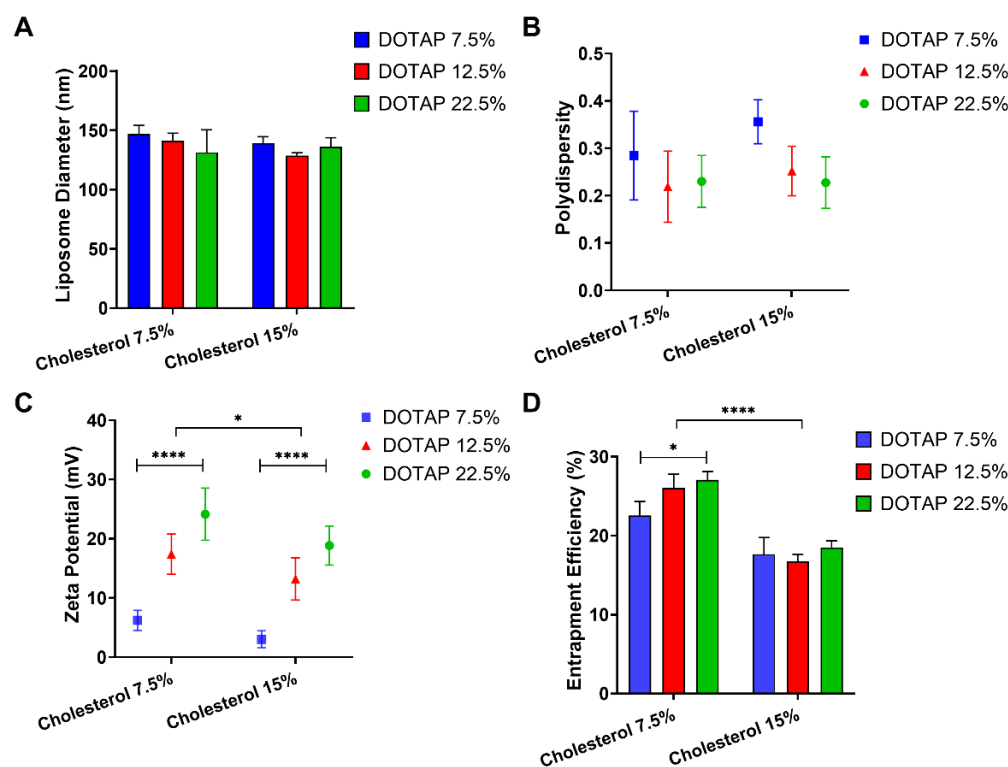 A
DOTAP 7.5%
DOTAP 12.5%
DOTAP 22.5%
Liposome Diameter (nm)
200
150
100
50
0
Cholesterol 7.5%
Cholesterol 15%
B
DOTAP 7.5%
DOTAP 12.5%
DOTAP 22.5%
Polydispersity
0.5
0.4
0.3
0.2
0.1
0.0
Cholesterol 7.5%
Cholesterol 15%
C
DOTAP 7.5%
DOTAP 12.5%
DOTAP 22.5%
Zeta Potential (mV)
40
30
20
10
0
*
****
****
Cholesterol 7.5%
Cholesterol 15%
D
DOTAP 7.5%
DOTAP 12.5%
DOTAP 22.5%
Entrapment Efficiency (%)
30
20
10
0
****
*
Cholesterol 7.5%
Cholesterol 15%